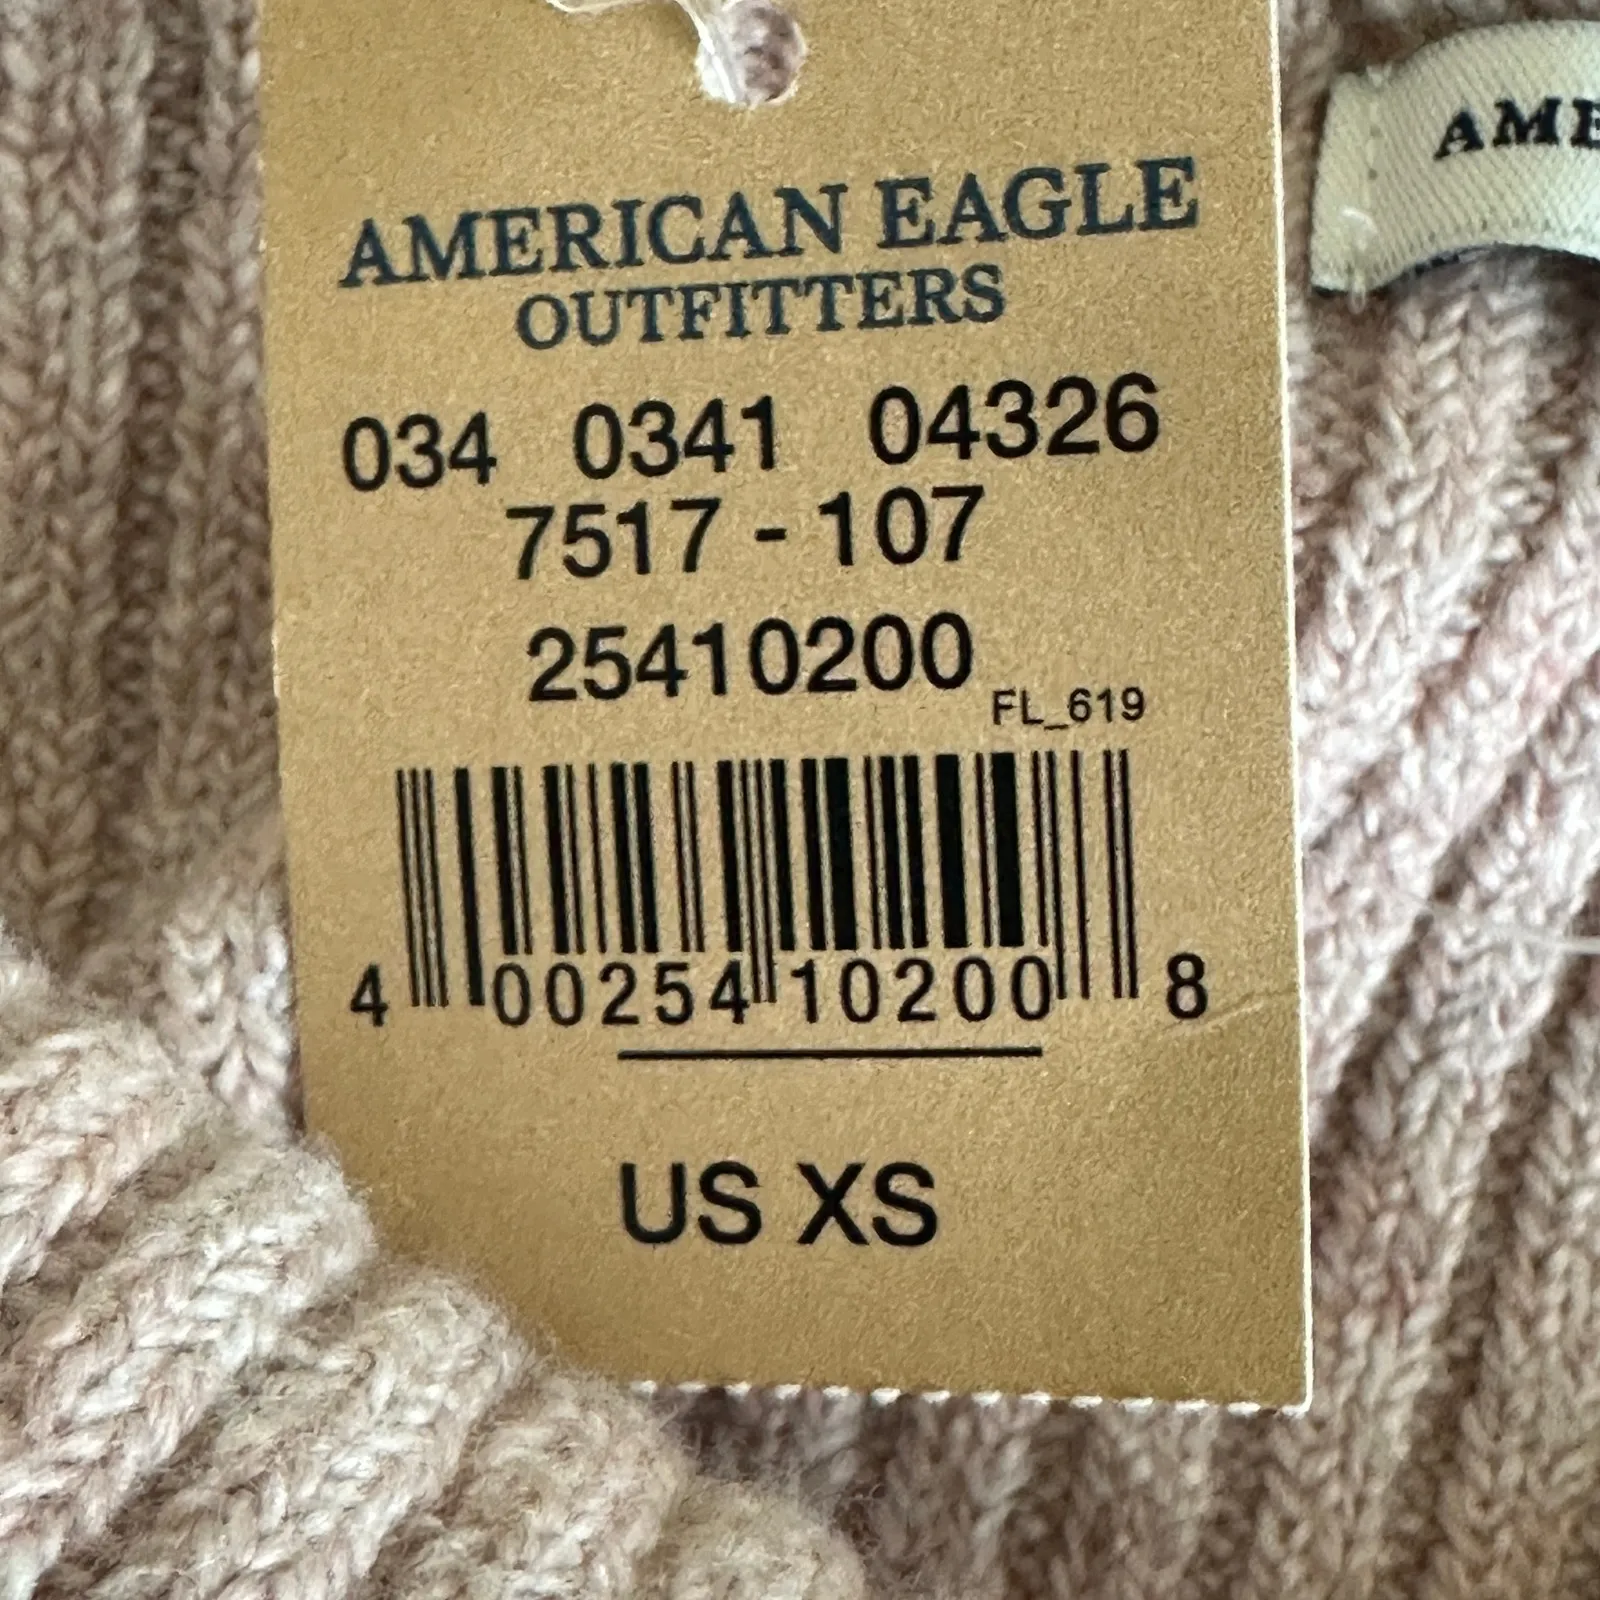 AMERICAN EAGLE
OUTFITTERS
034 0341 04326
7517 - 107
25410200
FL_619
4 00254 10200 8
US XS
AME